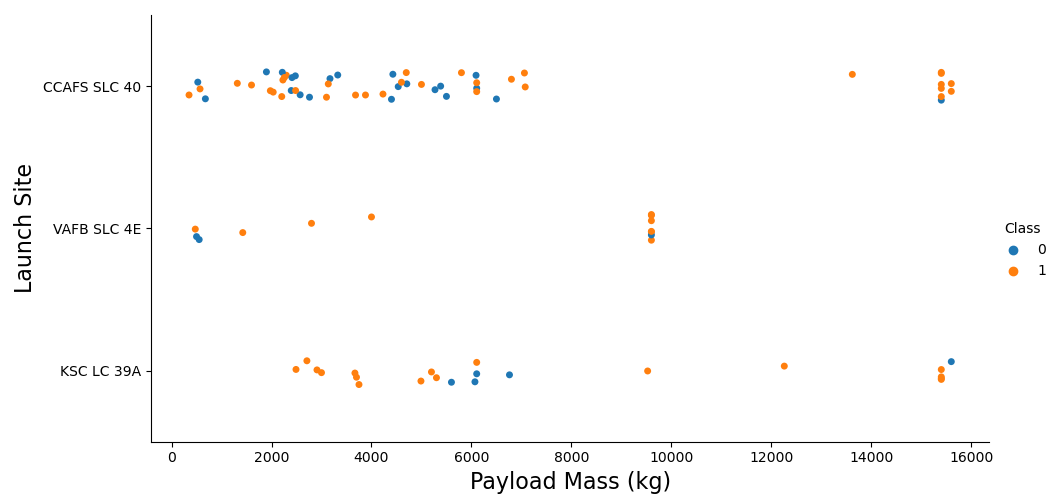 Launch Site
CCAFS SLC 40
VAFB SLC 4E
KSC LC 39A
0 2000 4000 6000 8000 10000 12000 14000 16000
Payload Mass (kg)
Class
0
1